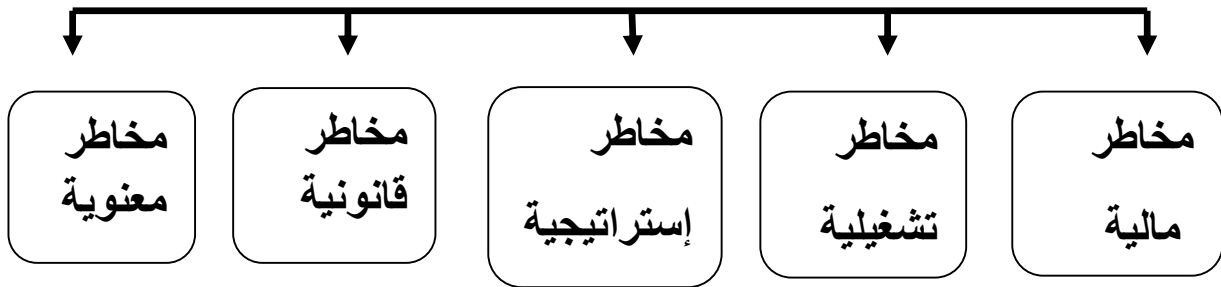 مخاطر
مالية
مخاطر
تشغيلية
مخاطر
إستراتيجية
مخاطر
قانونية
مخاطر
معنوية